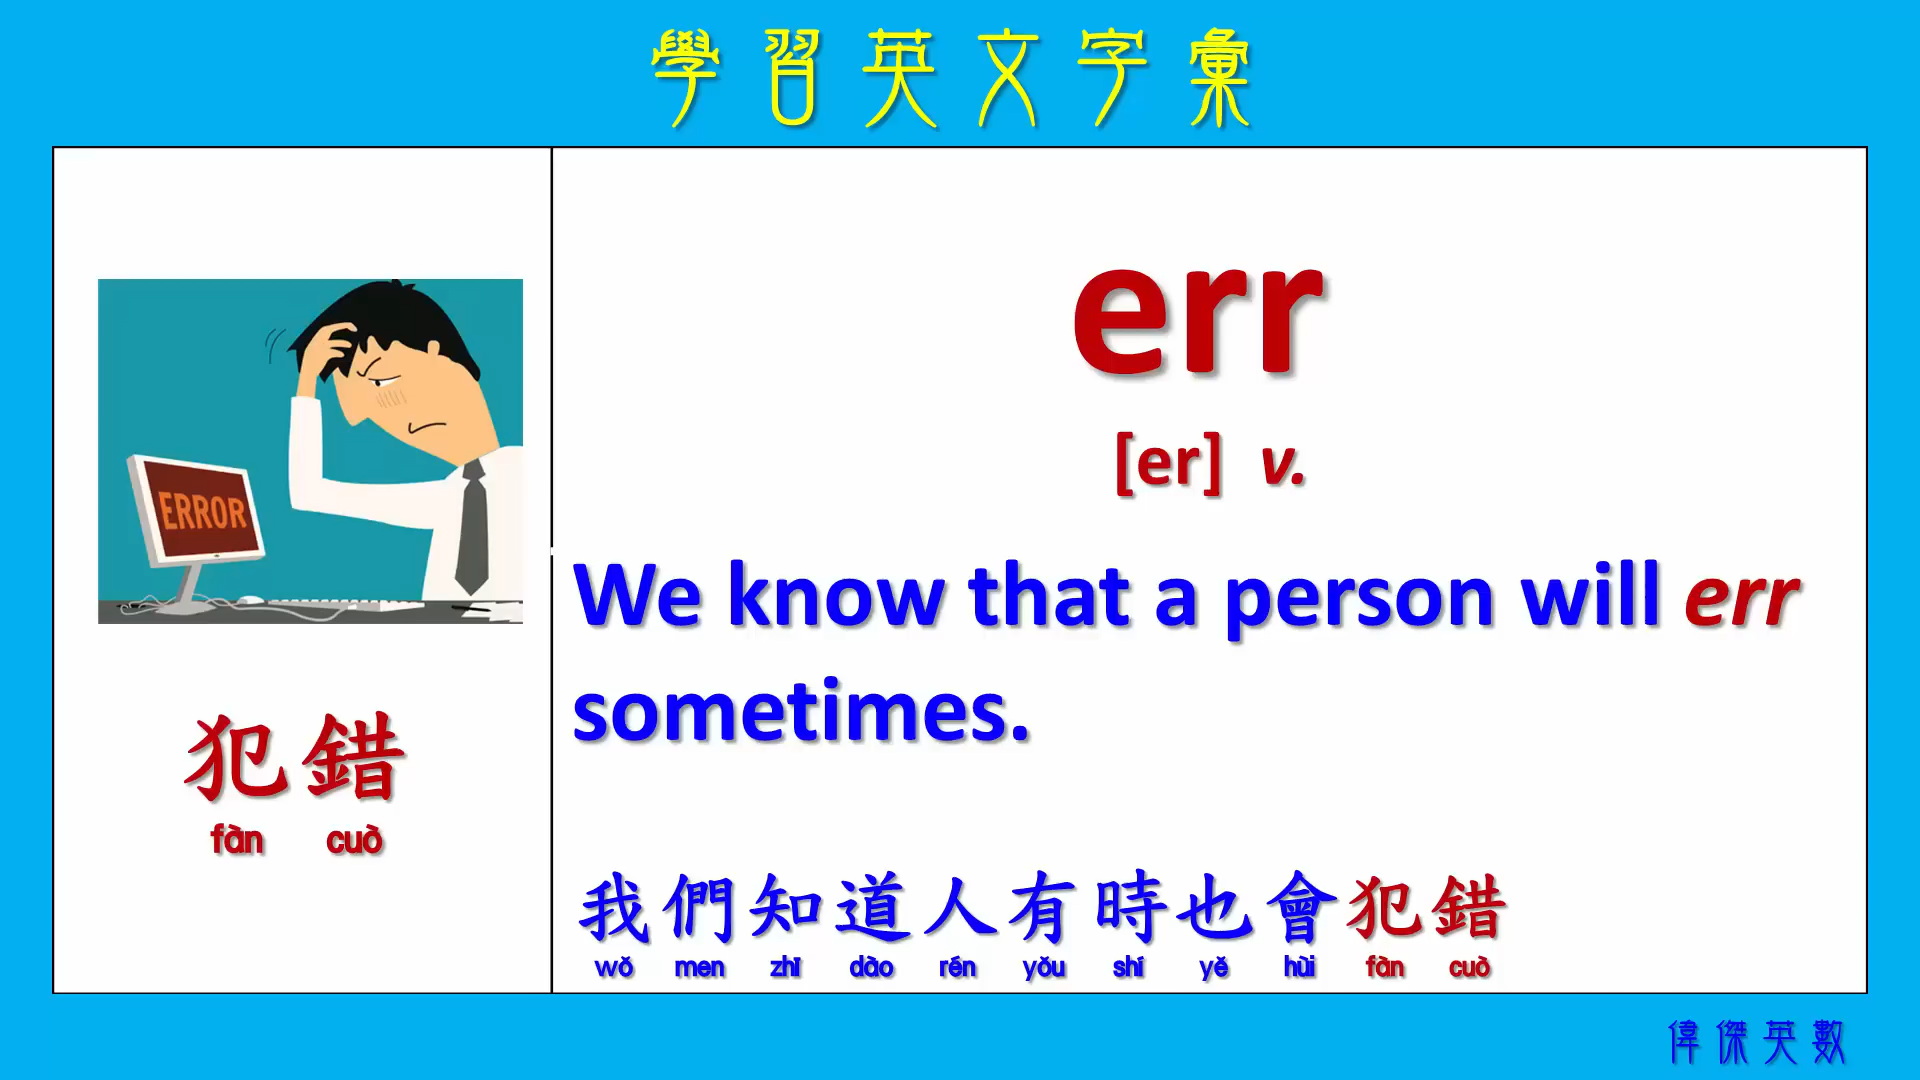 學習英文字彙
ERROR
犯錯
fàn cuò
err
[er] v.
We know that a person will err
sometimes.
我們知道人有時也會犯錯
wǒ men zhī dào rén yǒu shí yě hùi fàn cuò
偉傑英數